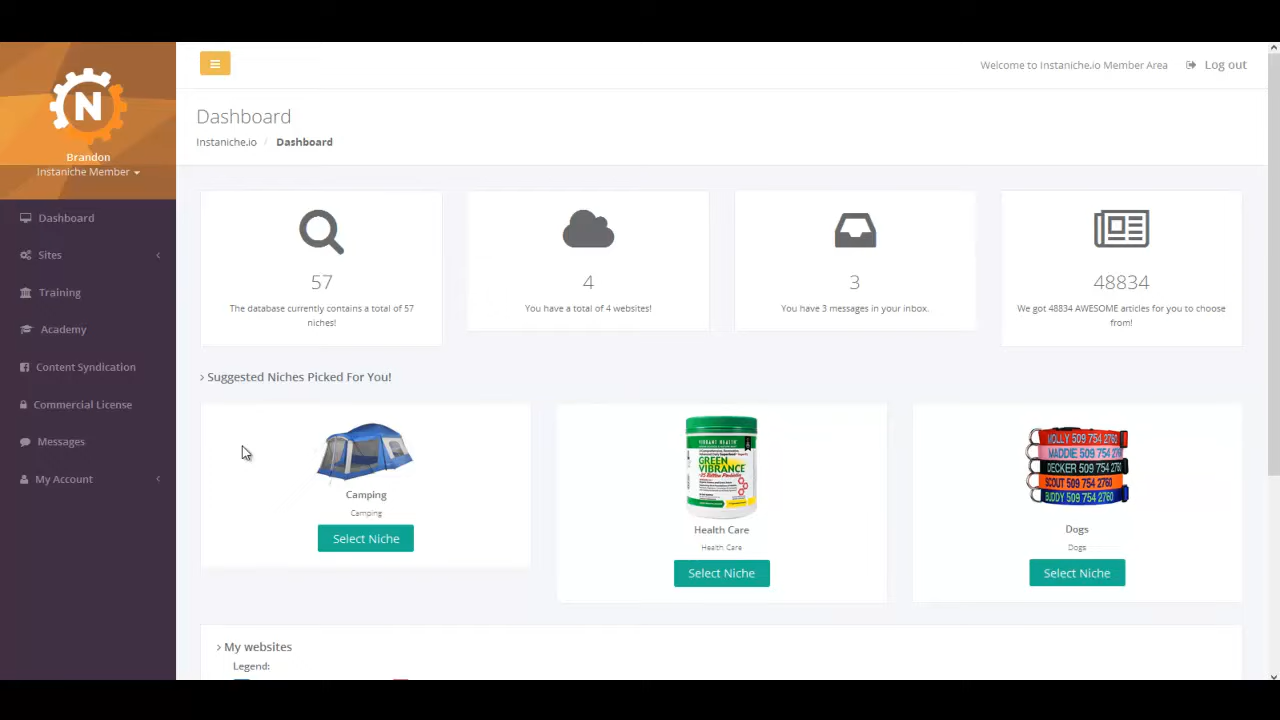 Welcome to Instaniche.io Member Area
Log out
N
Brandon
Instaniche Member
Dashboard
Instaniche.io / Dashboard
Dashboard
Sites
Training
Academy
Content Syndication
Commercial License
Messages
My Account
57
The database currently contains a total of 57
niches!
4
You have a total of 4 websites!
3
You have 3 messages in your inbox.
48834
We got 48834 AWESOME articles for you to choose
from!
› Suggested Niches Picked For You!
Camping
Camping
Select Niche
VIBRANT HEALTH
GREEN
VIBRANCE
Health Care
Health Care
Select Niche
MOLLY 509 754 2760
MADDIE 509 754 2760
DECKER 509 754 2760
SCOUT 509 754 2760
BUDDY 509 754 2760
Dogs
Dogs
Select Niche
› My websites
Legend: